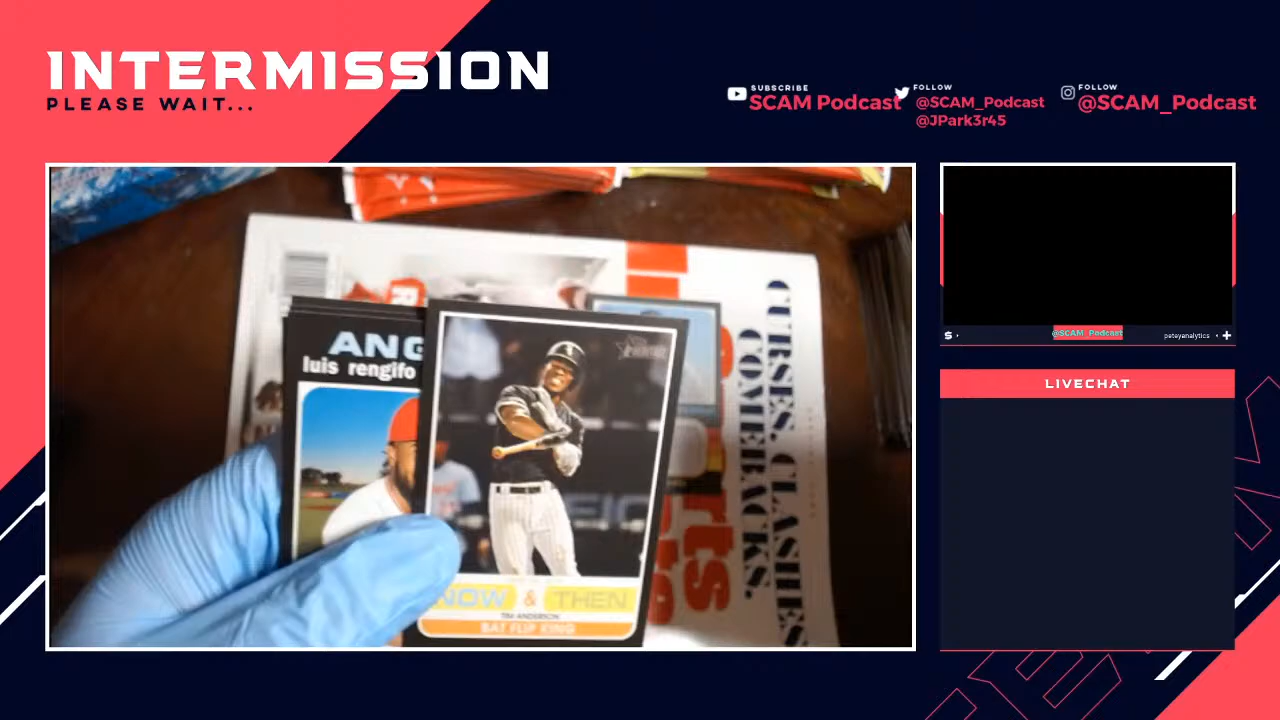 INTERMISSION
PLEASE WAIT...
SUBSCRIBE
SCAM Podcast
FOLLOW
@SCAM_Podcast
@JPark3r45
FOLLOW
@SCAM_Podcast
ANG
luis rengifo
NOW & THEN
TIM ANDERSON
BAT FLIP KING
CURSES. CLASHES
COMEBACKS.
rts
$
@SCAM_Podcast
peteyanalytics
LIVECHAT